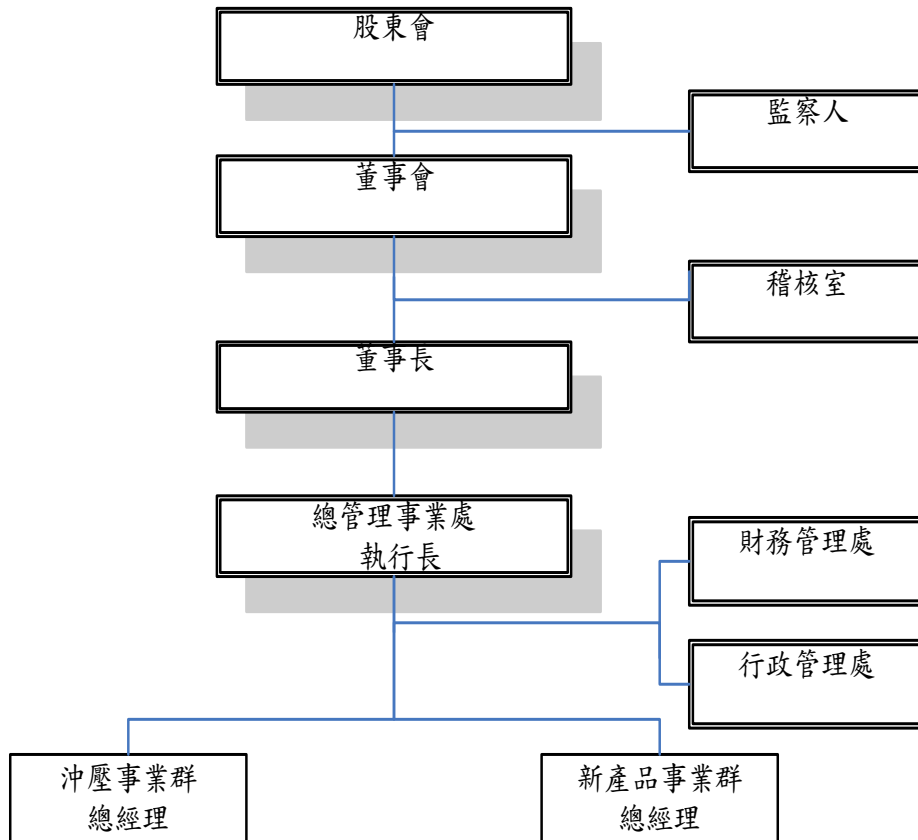 股東會
監察人
董事會
稽核室
董事長
總管理事業處
執行長
財務管理處
行政管理處
沖壓事業群
總經理
新產品事業群
總經理